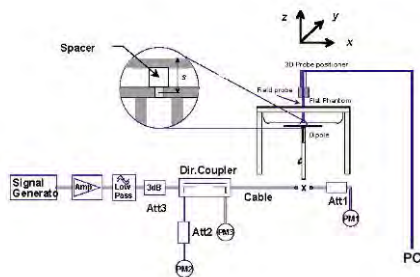 z
y
x
Spacer
s
3D Probe positioner
Field probe
Flat Phantom
Dipole
Signal
Generato
Amp
Low
Pass
3dB
Att3
Dir.Coupler
Cable
x
Att1
PM1
Att2
PM3
PM2
PC